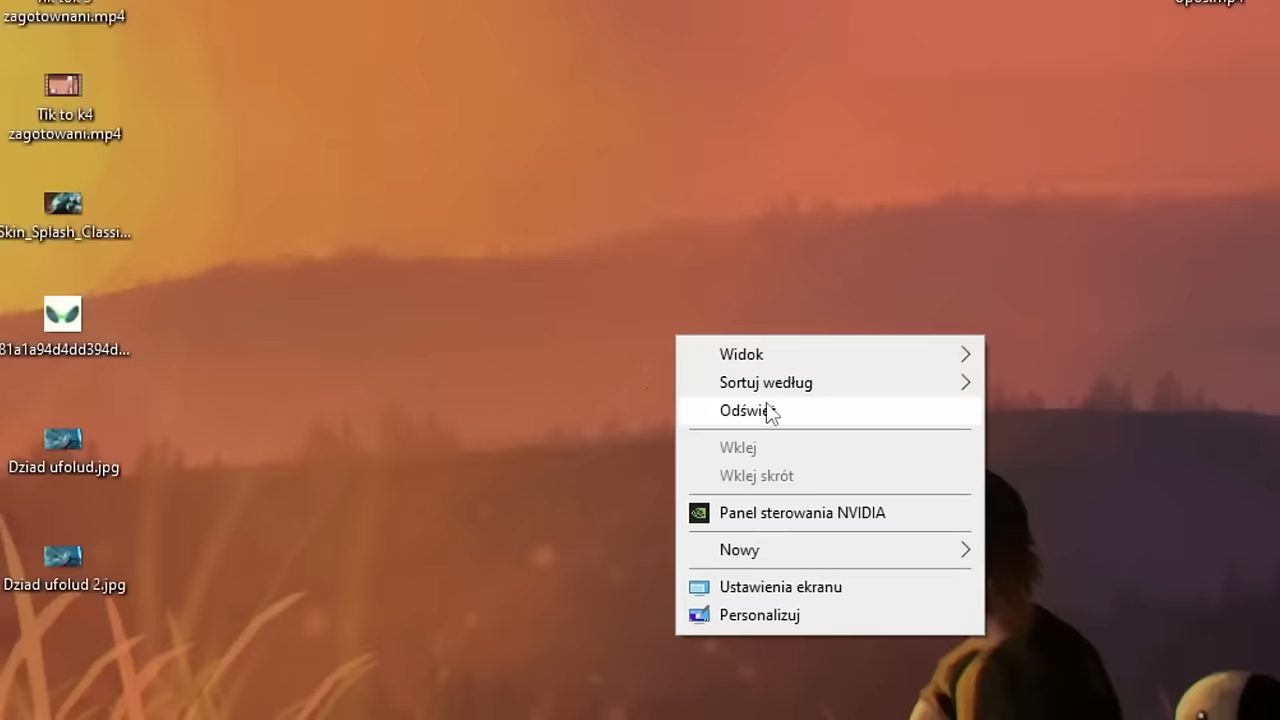 zagotownani.mp4
Tik to k4
zagotowani.mp4
Skin_Splash_Classi...
81a1a94d4dd394d...
Dziad ufolud.jpg
Dziad ufolud 2.jpg
Widok
Sortuj według
Wklej
Wklej skrót
Panel sterowania NVIDIA
Nowy
Ustawienia ekranu
Personalizuj